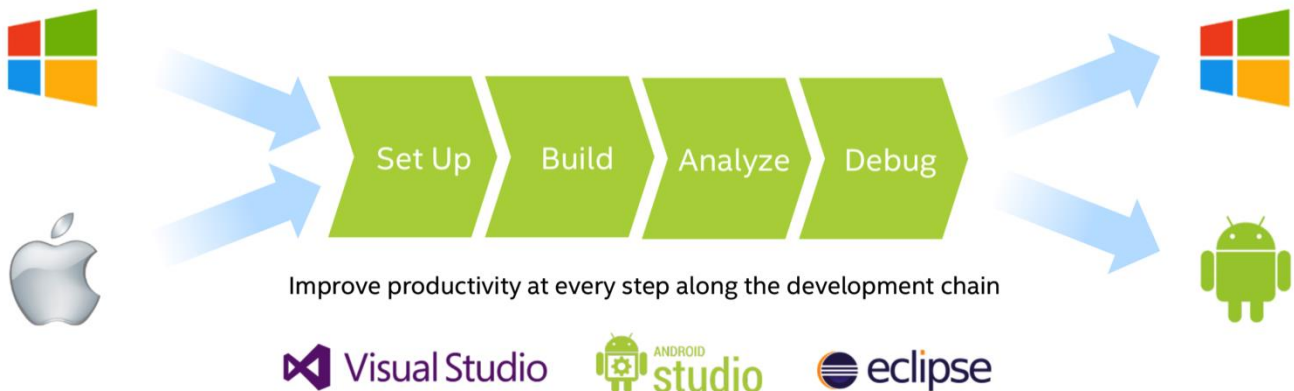 Set Up
Build
Analyze
Debug
Improve productivity at every step along the development chain
Visual Studio
ANDROID
studio
eclipse